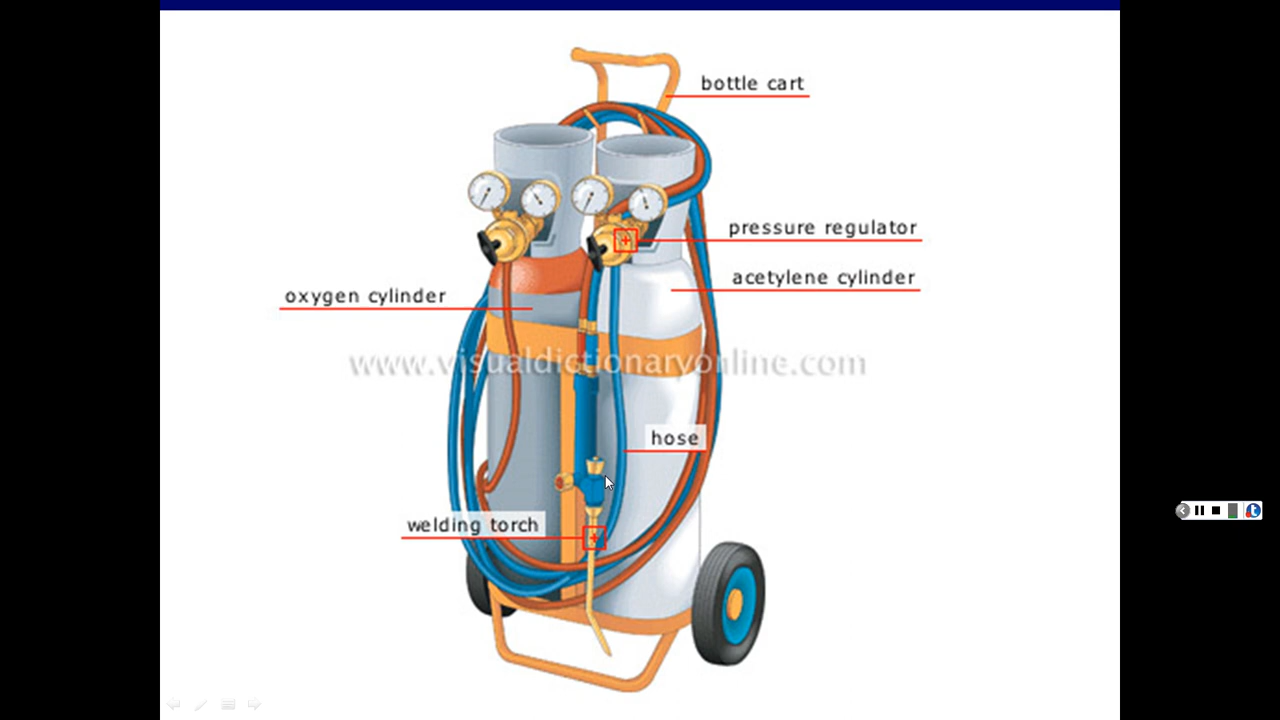 bottle cart
pressure regulator
acetylene cylinder
oxygen cylinder
www.visualdictionaryonline.com
hose
welding torch